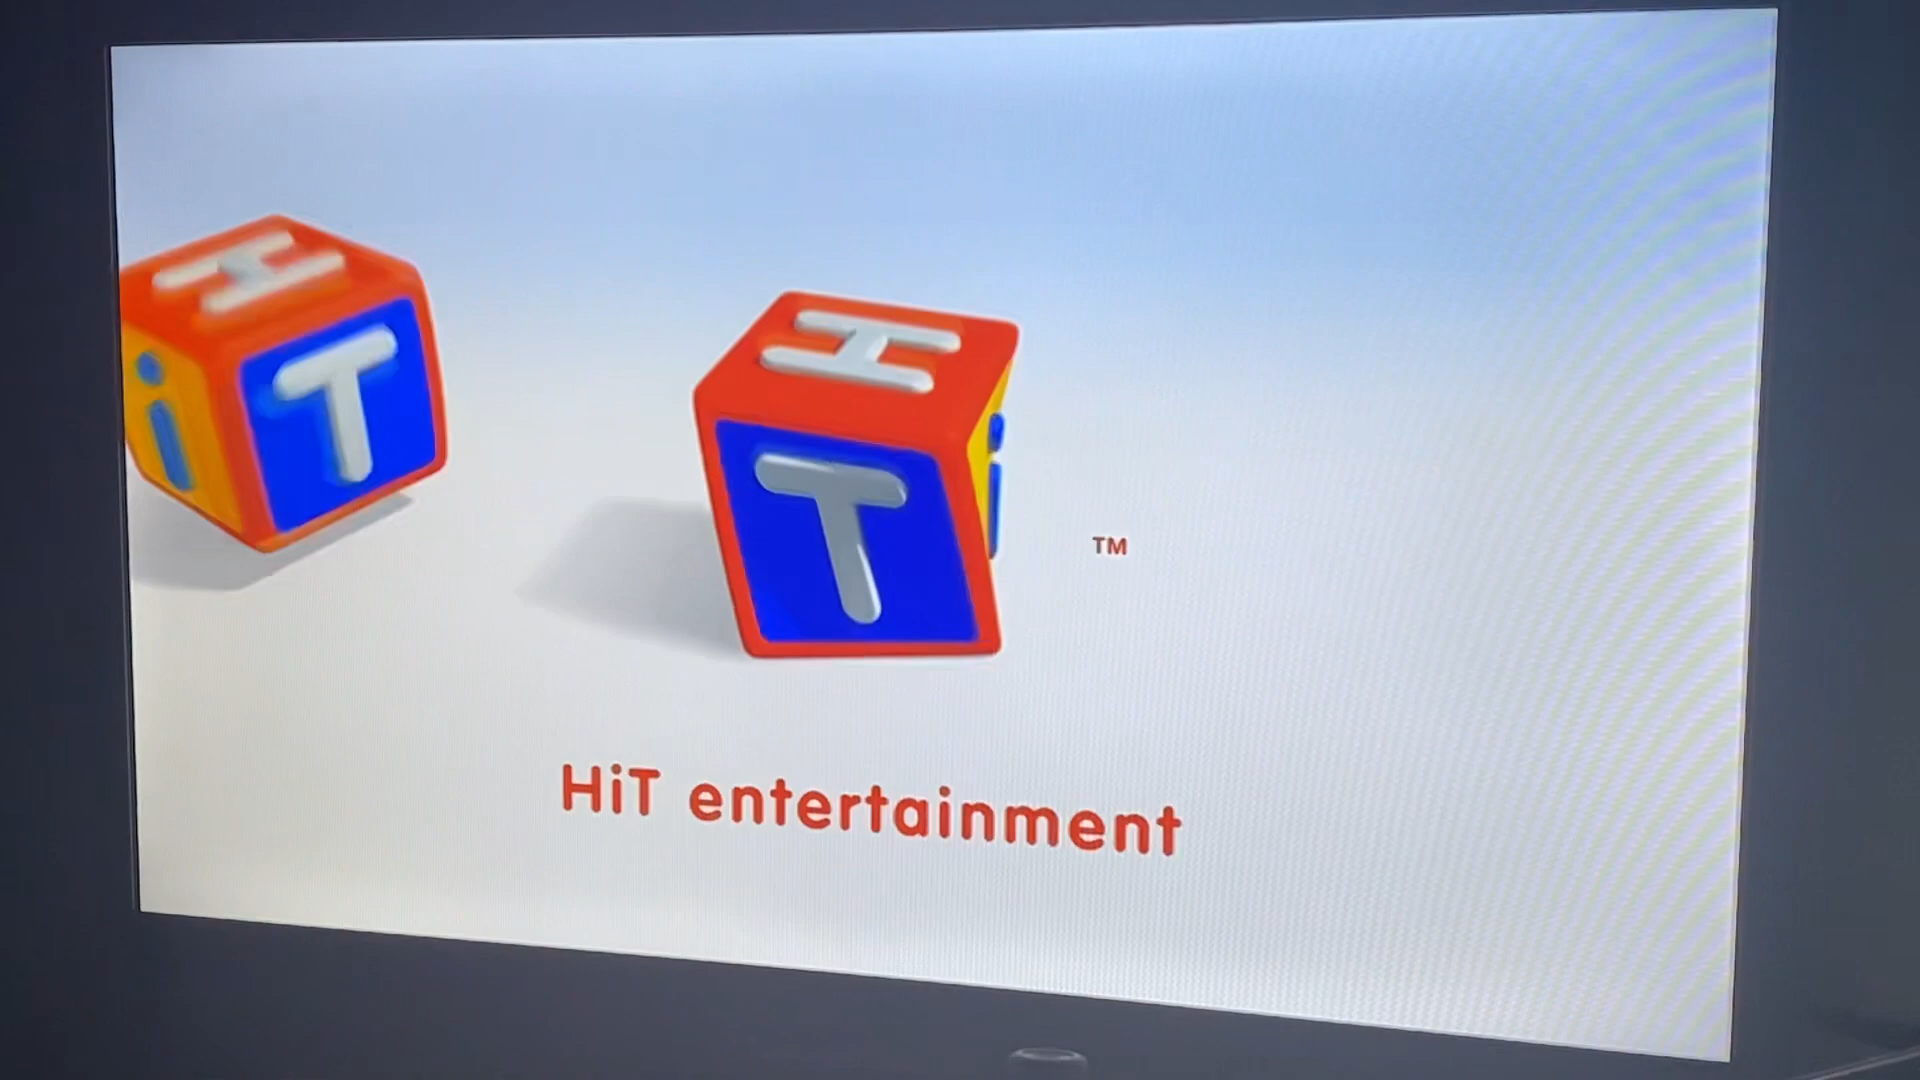 H
i T
H
T i
TM
HiT entertainment